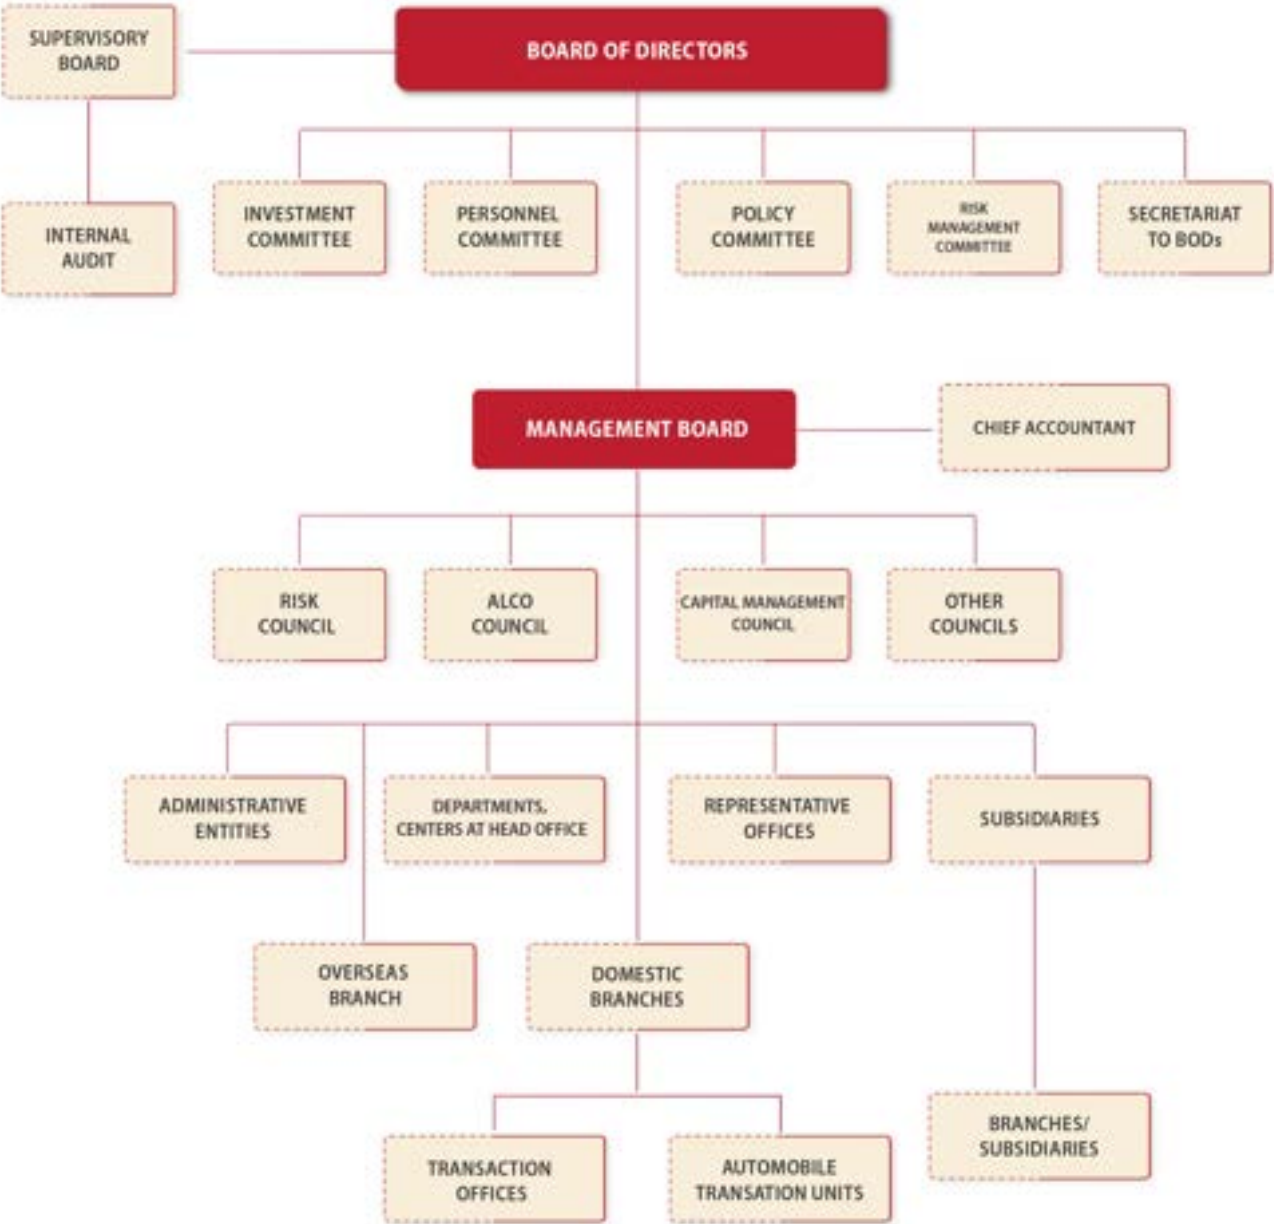 SUPERVISORY
BOARD
BOARD OF DIRECTORS
INTERNAL
AUDIT
INVESTMENT
COMMITTEE
PERSONNEL
COMMITTEE
POLICY
COMMITTEE
RISK
MANAGEMENT
COMMITTEE
SECRETARIAT
TO BODs
MANAGEMENT BOARD
CHIEF ACCOUNTANT
RISK
COUNCIL
ALCO
COUNCIL
CAPITAL MANAGEMENT
COUNCIL
OTHER
COUNCILS
ADMINISTRATIVE
ENTITIES
DEPARTMENTS,
CENTERS AT HEAD OFFICE
REPRESENTATIVE
OFFICES
SUBSIDIARIES
OVERSEAS
BRANCH
DOMESTIC
BRANCHES
TRANSACTION
OFFICES
AUTOMOBILE
TRANSATION UNITS
BRANCHES/
SUBSIDIARIES